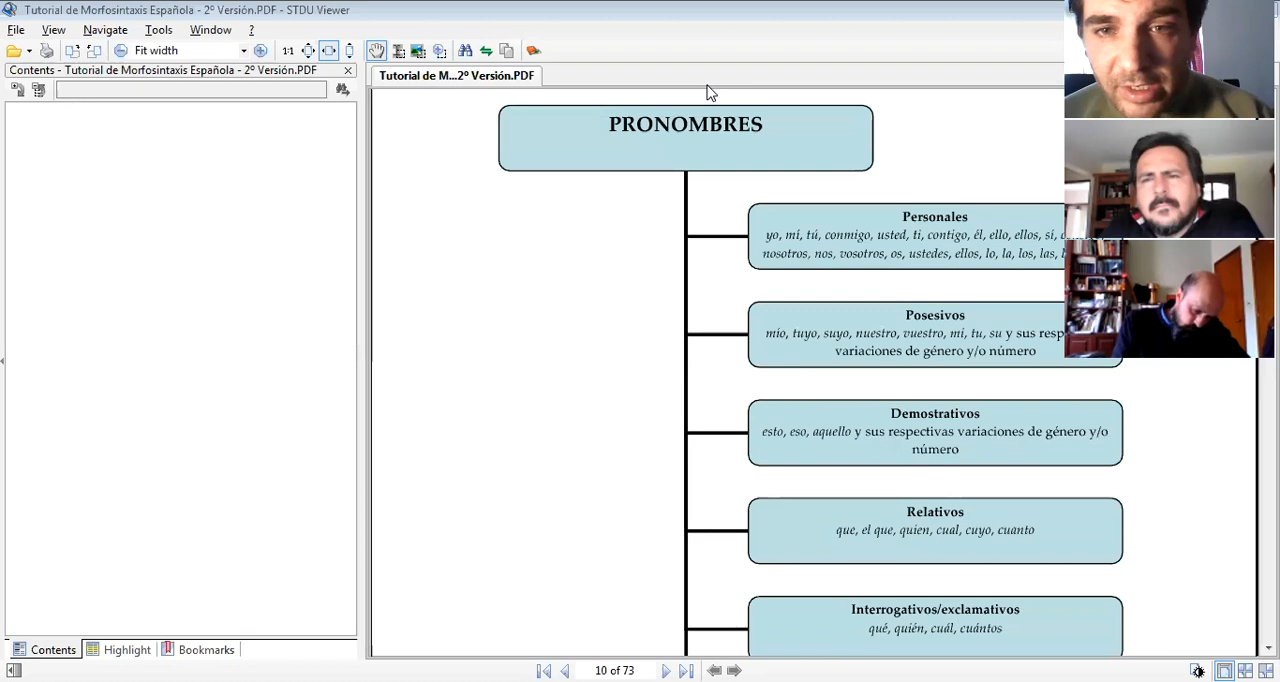 Tutorial de Morfosintaxis Española - 2º Versión.PDF - STDU Viewer
File View Navigate Tools Window ?
Fit width 1:1
Contents - Tutorial de Morfosintaxis Española - 2º Versión.PDF
Tutorial de M...2º Versión.PDF
PRONOMBRES
Personales
yo, mí, tú, conmigo, usted, ti, contigo, él, ello, ellos, sí,
nosotros, nos, vosotros, os, ustedes, ellos, lo, la, los, las,
Posesivos
mío, tuyo, suyo, nuestro, vuestro, mi, tu, su y sus
variaciones de género y/o número
Demostrativos
esto, eso, aquello y sus respectivas variaciones de género y/o
número
Relativos
que, el que, quien, cual, cuyo, cuanto
Interrogativos/exclamativos
qué, quién, cuál, cuántos
Contents Highlight Bookmarks
10 of 73